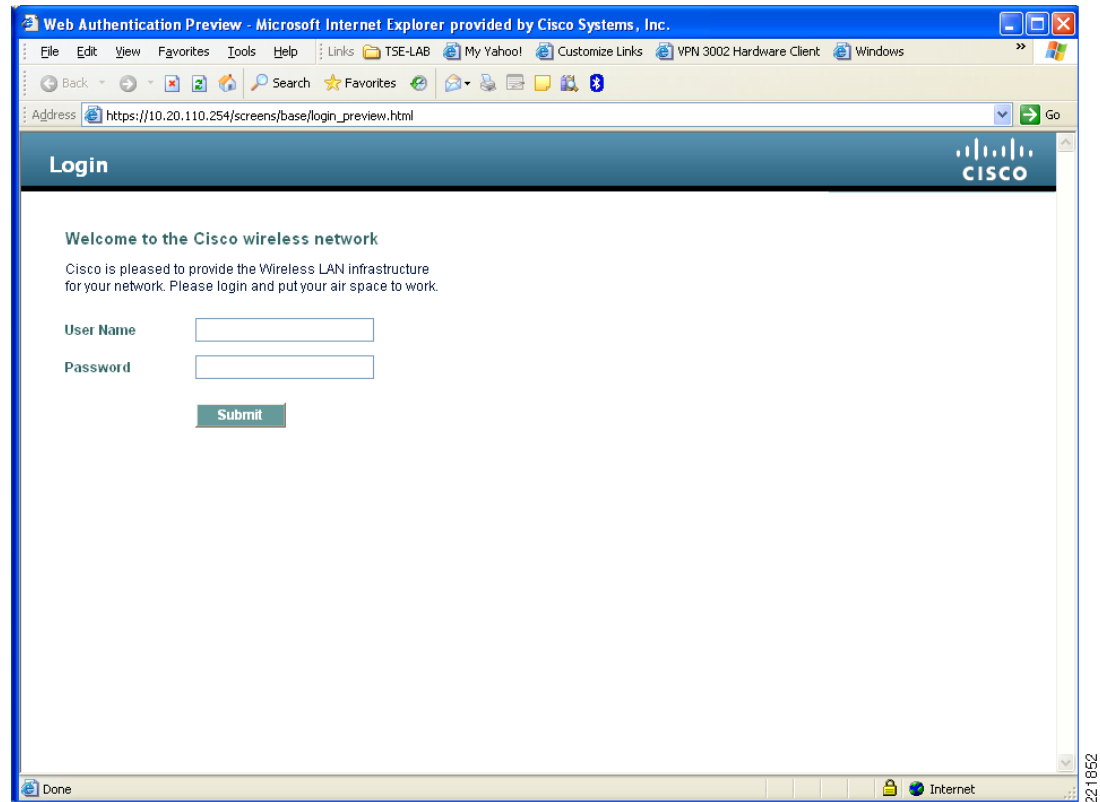 Web Authentication Preview - Microsoft Internet Explorer provided by Cisco Systems, Inc.
File Edit View Favorites Tools Help Links TSE-LAB My Yahoo! Customize Links VPN 3002 Hardware Client Windows »
Back Search Favorites
Address https://10.20.110.254/screens/base/login_preview.html Go
Login
CISCO
Welcome to the Cisco wireless network
Cisco is pleased to provide the Wireless LAN infrastructure
for your network. Please login and put your air space to work.
User Name
Password
Submit
Done Internet
221852